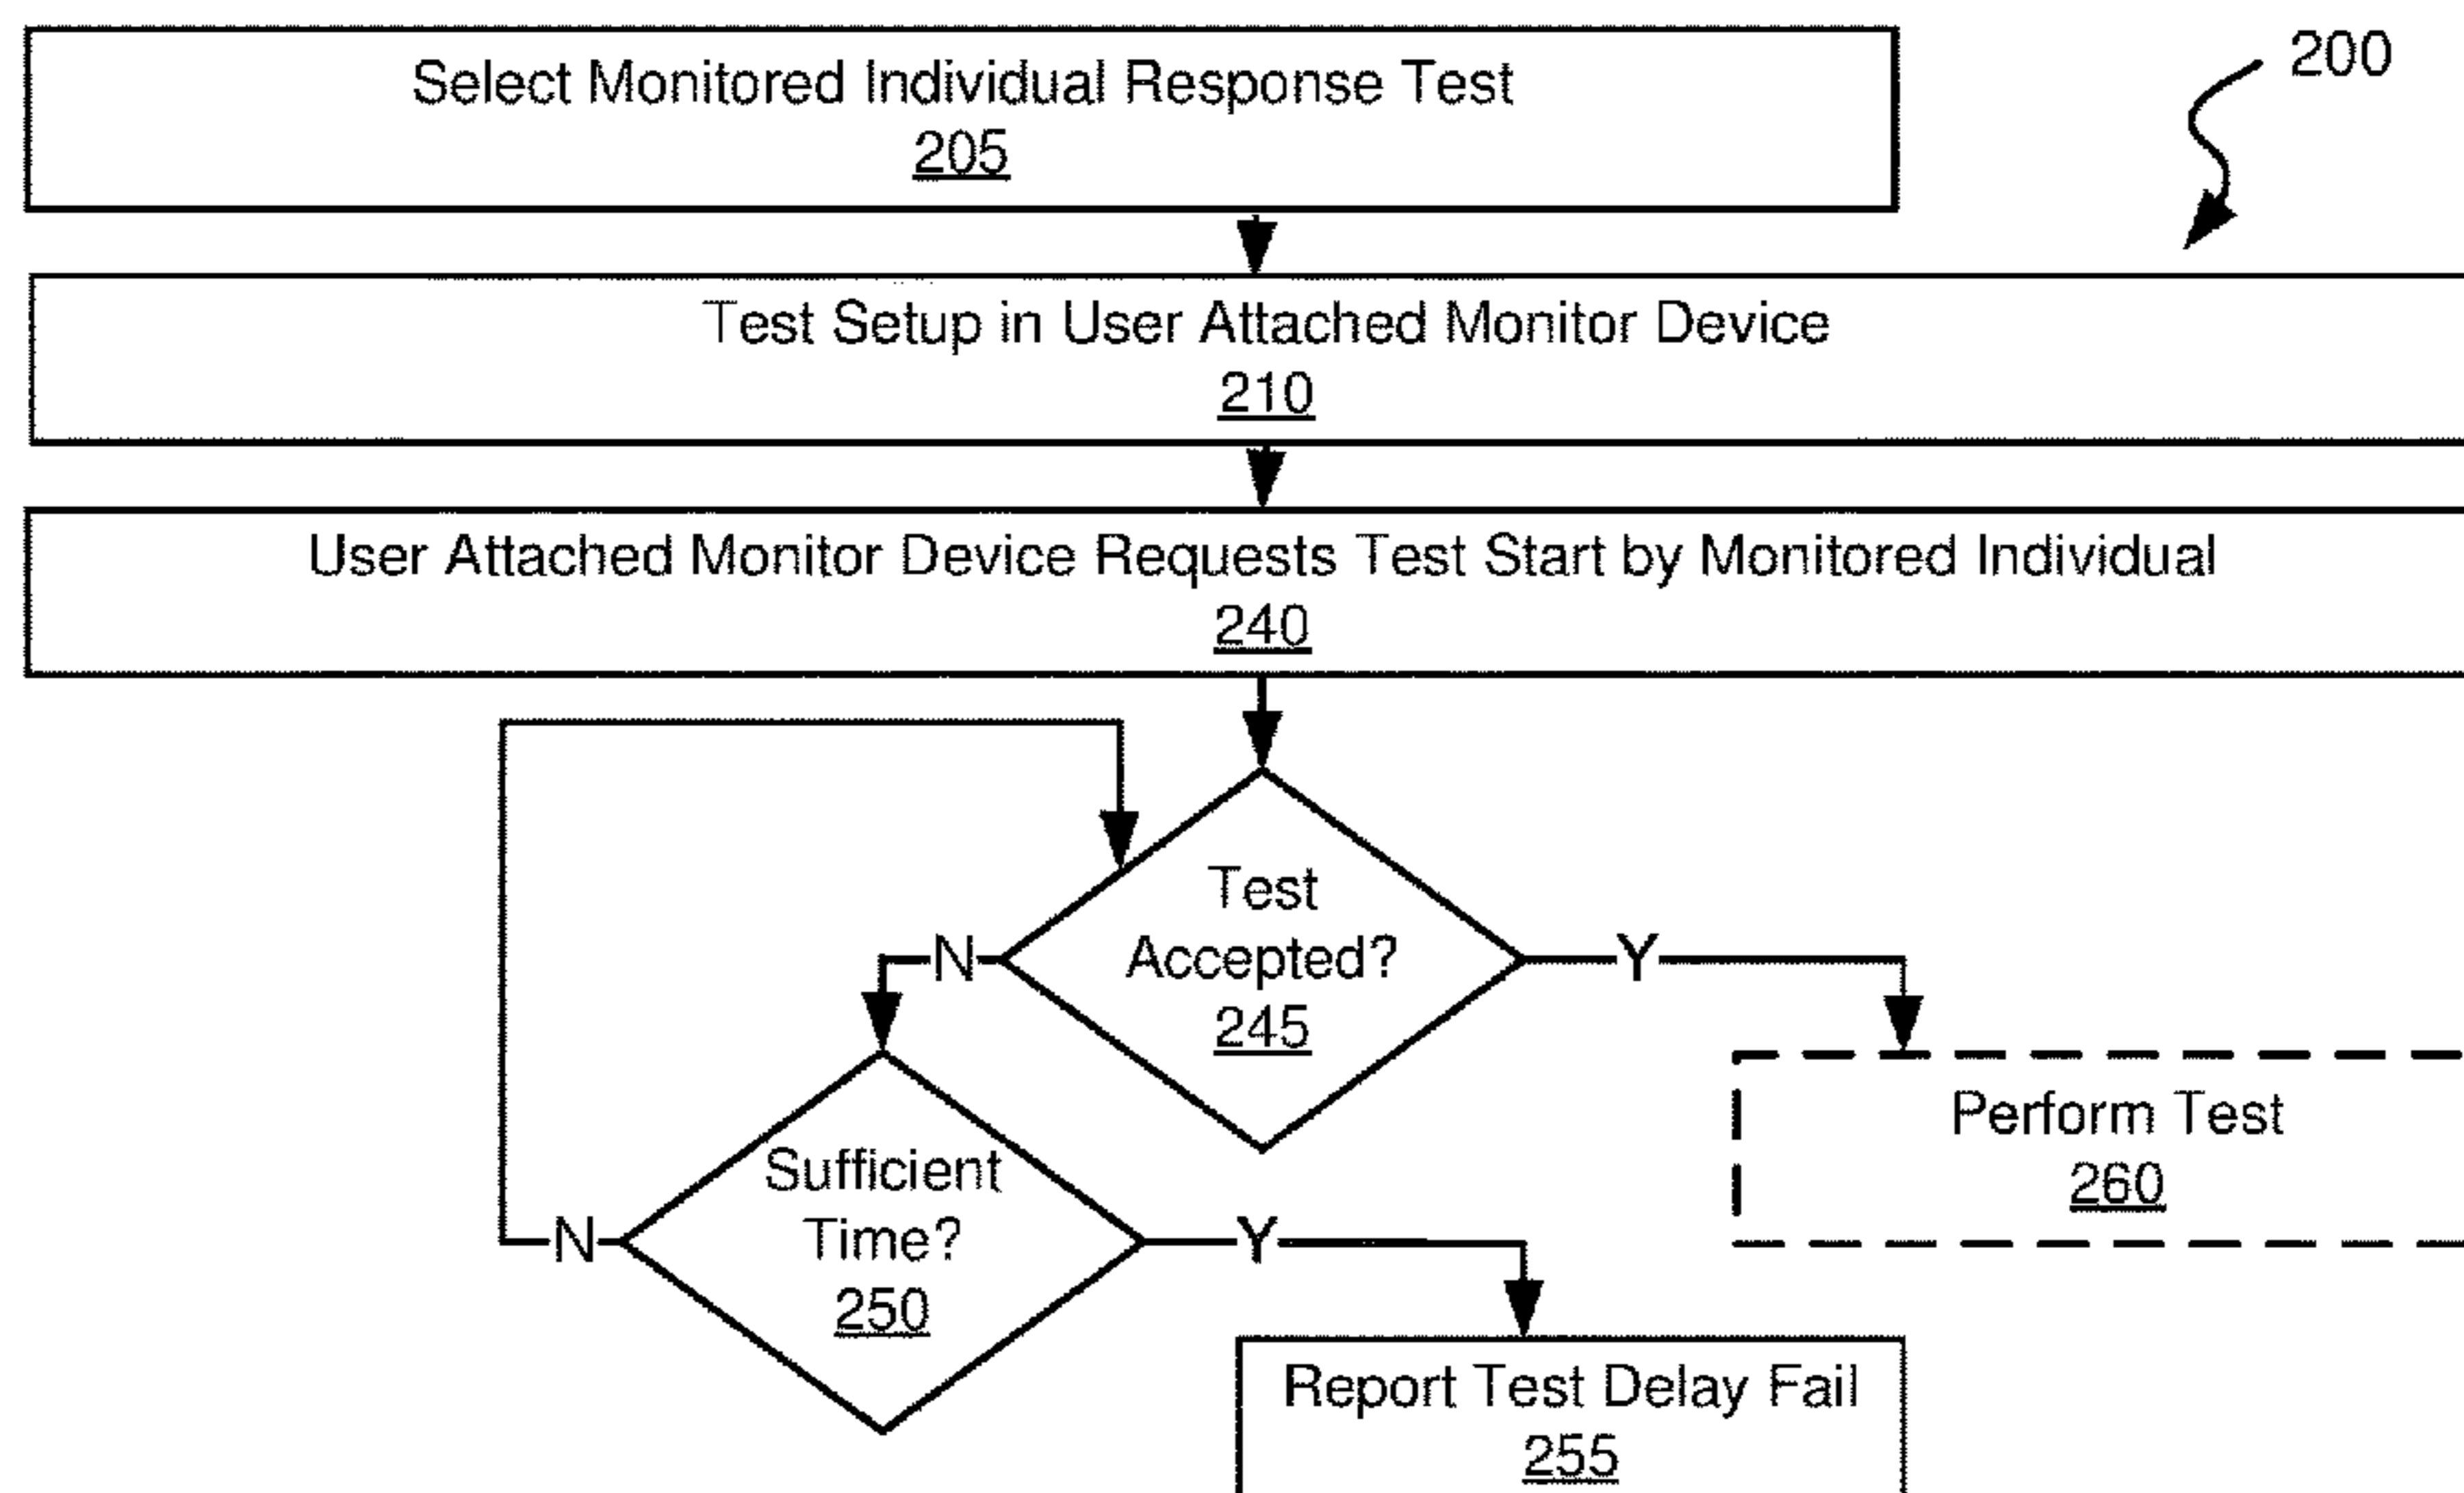 200
Select Monitored Individual Response Test
205
Test Setup in User Attached Monitor Device
210
User Attached Monitor Device Requests Test Start by Monitored Individual
240
Test
Accepted?
245
N
Y
Perform Test
260
Sufficient
Time?
250
N
Y
Report Test Delay Fail
255